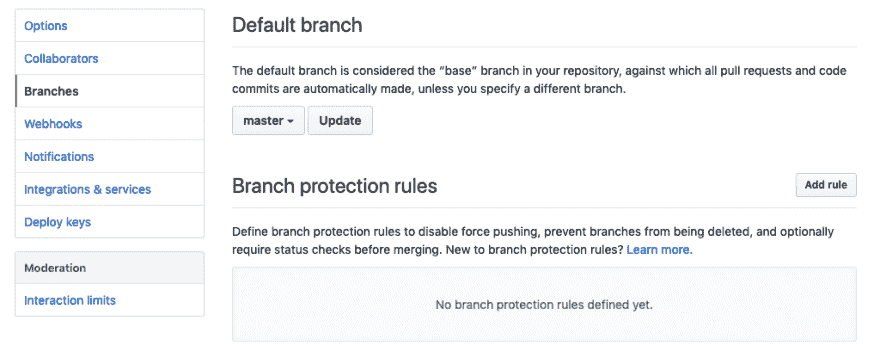 Options
Collaborators
Branches
Webhooks
Notifications
Integrations & services
Deploy keys
Moderation
Interaction limits
Default branch
The default branch is considered the “base” branch in your repository, against which all pull requests and code
commits are automatically made, unless you specify a different branch.
master
Update
Branch protection rules
Add rule
Define branch protection rules to disable force pushing, prevent branches from being deleted, and optionally
require status checks before merging. New to branch protection rules? Learn more.
No branch protection rules defined yet.